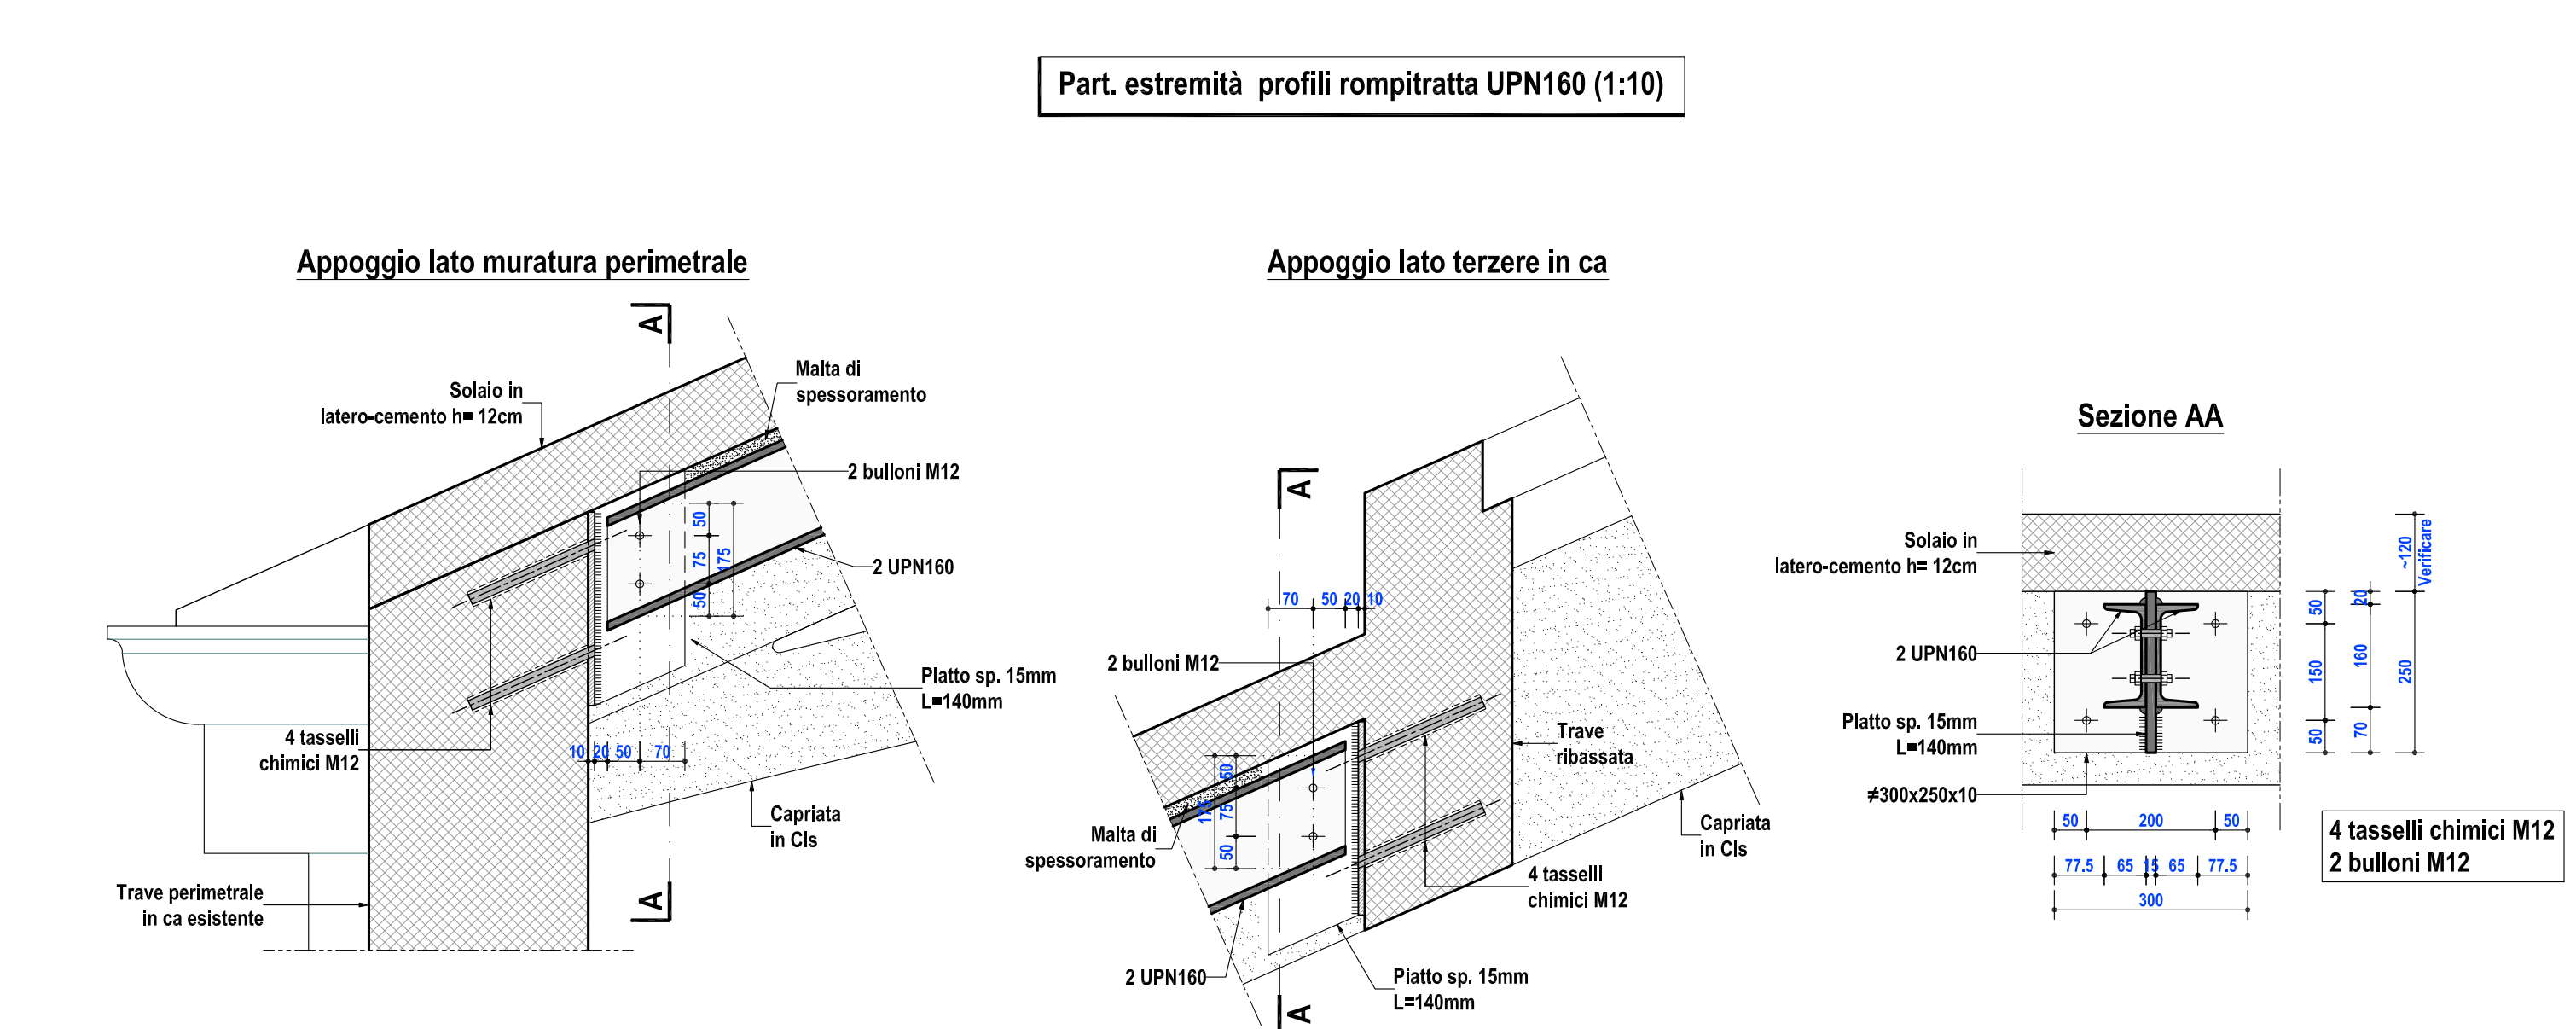 Part. estremità profili rompitratta UPN160 (1:10)
Appoggio lato muratura perimetrale
A
Solaio in
latero-cemento h= 12cm
Malta di
spessoramento
2 bulloni M12
50
75
175
50
2 UPN160
Piatto sp. 15mm
L=140mm
10 20 50 70
4 tasselli
chimici M12
Capriata
in Cls
Trave perimetrale
in ca esistente
A
Appoggio lato terzere in ca
A
70 50 20 10
2 bulloni M12
50
175
75
50
Malta di
spessoramento
Trave
ribassata
Capriata
in Cls
4 tasselli
chimici M12
2 UPN160
Piatto sp. 15mm
L=140mm
A
Sezione AA
Solaio in
latero-cemento h= 12cm
~120
Verificare
2 UPN160
50
20
150
160
250
50
70
Piatto sp. 15mm
L=140mm
≠300x250x10
50 200 50
77.5 65 15 65 77.5
300
4 tasselli chimici M12
2 bulloni M12